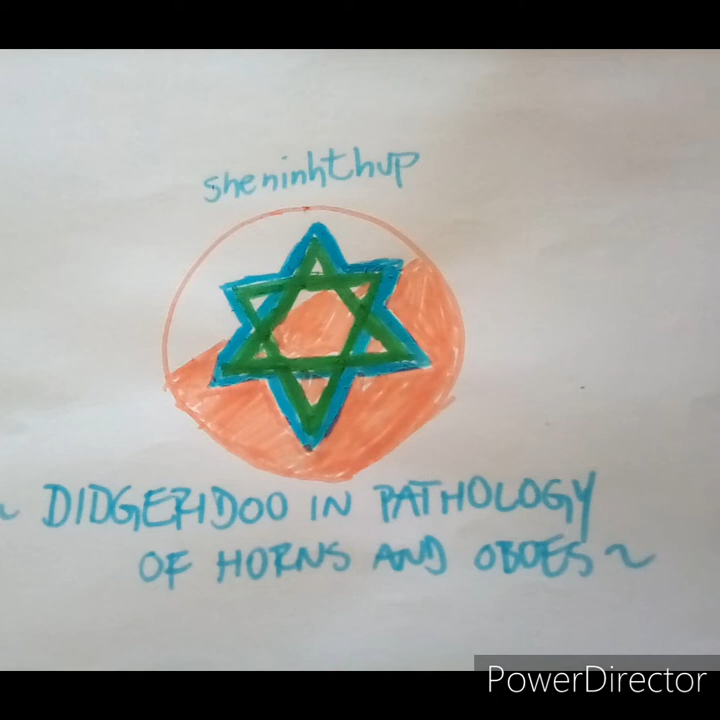 sheninhthup
~ DIDGERIDOO IN PATHOLOGY
OF HORNS AND OBOES ~
PowerDirector